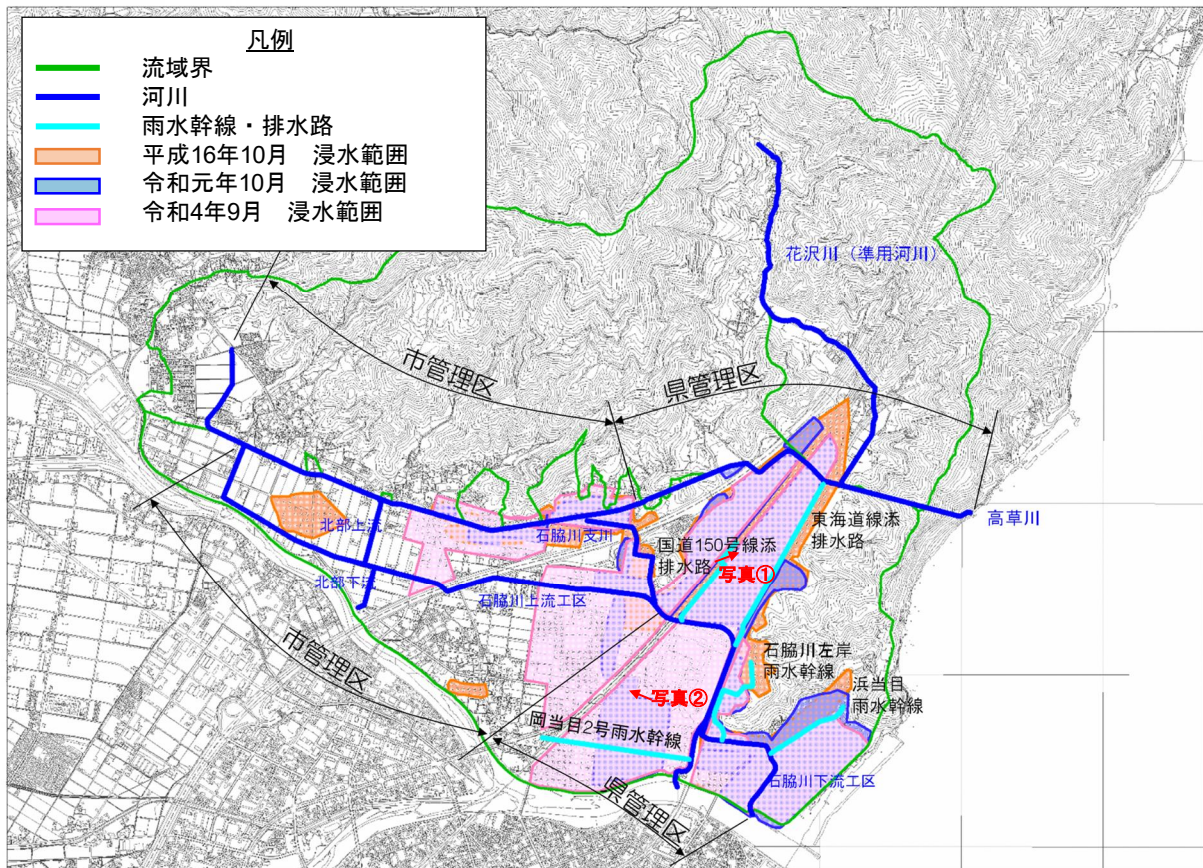 凡例
流域界
河川
雨水幹線・排水路
平成16年10月　浸水範囲
令和元年10月　浸水範囲
令和4年9月　浸水範囲
花沢川（準用河川）
市管理区
県管理区
高草川
東海道線添
排水路
北部上流
石脇川支川
国道150号線添
排水路
写真①
北部下流
石脇川上流工区
市管理区
石脇川左岸
雨水幹線
浜当目
雨水幹線
写真②
岡当目2号雨水幹線
石脇川下流工区
県管理区